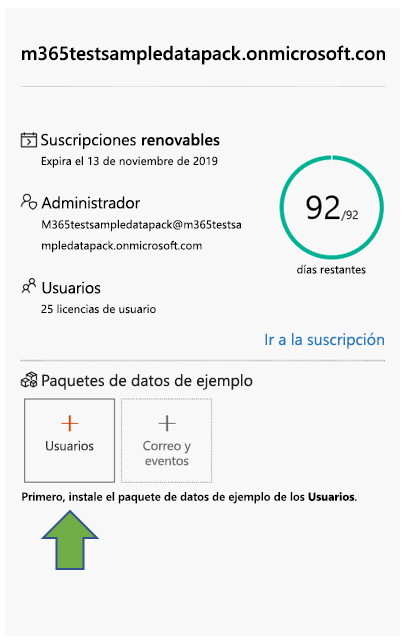 m365testsampledatapack.onmicrosoft.con
Suscripciones renovables
Expira el 13 de noviembre de 2019
Administrador
M365testsampledatapack@m365testsa
mpledatapack.onmicrosoft.com
92/92
días restantes
Usuarios
25 licencias de usuario
Ir a la suscripción
Paquetes de datos de ejemplo
Usuarios
Correo y
eventos
Primero, instale el paquete de datos de ejemplo de los Usuarios.